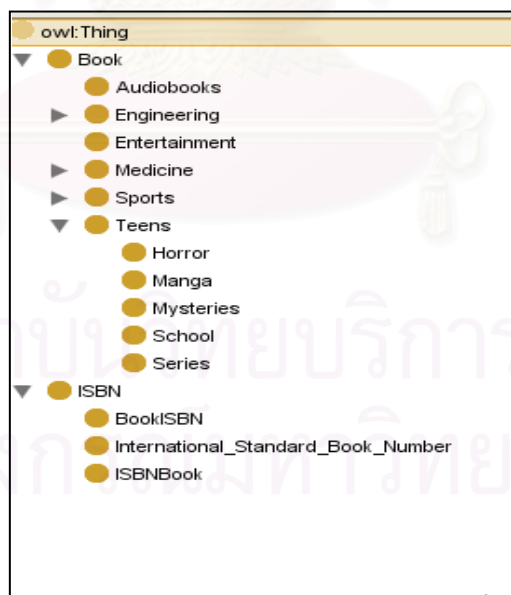 owl:Thing
Book
Audiobooks
Engineering
Entertainment
Medicine
Sports
Teens
Horror
Manga
Mysteries
School
Series
ISBN
BookISBN
International_Standard_Book_Number
ISBNBook